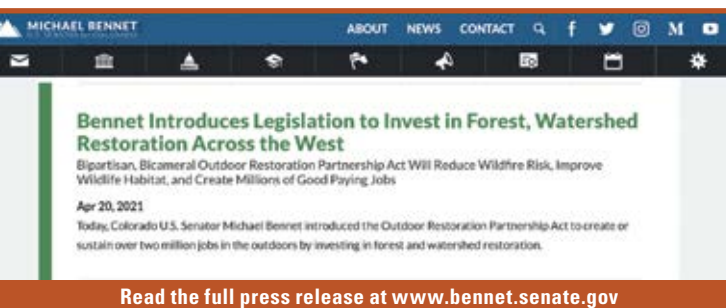 MICHAEL BENNET
U.S. SENATOR for COLORADO
ABOUT NEWS CONTACT
Bennet Introduces Legislation to Invest in Forest, Watershed
Restoration Across the West
Bipartisan, Bicameral Outdoor Restoration Partnership Act Will Reduce Wildfire Risk, Improve
Wildlife Habitat, and Create Millions of Good Paying Jobs
Apr 20, 2021
Today, Colorado U.S. Senator Michael Bennet introduced the Outdoor Restoration Partnership Act to create or
sustain over two million jobs in the outdoors by investing in forest and watershed restoration.
Read the full press release at www.bennet.senate.gov